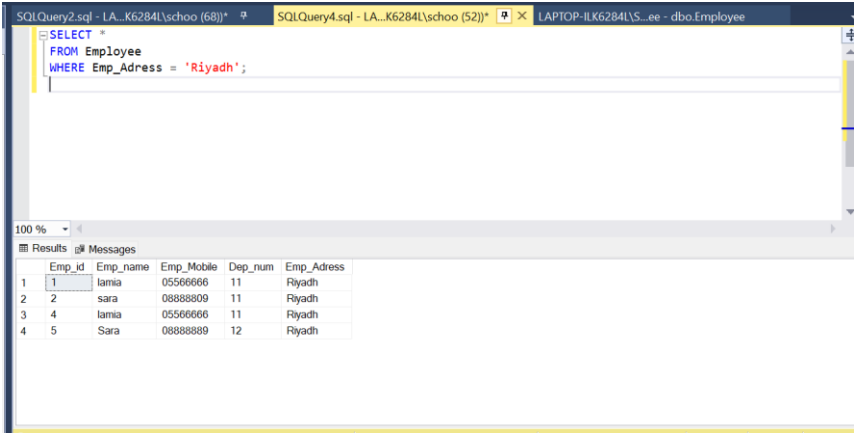 SQLQuery2.sql - LA...K6284L\schoo (68))* SQLQuery4.sql - LA...K6284L\schoo (52))* LAPTOP-ILK6284L\S...ee - dbo.Employee
SELECT *
FROM Employee
WHERE Emp_Adress = 'Riyadh';
100 %
Results Messages
Emp_id Emp_name Emp_Mobile Dep_num Emp_Adress
1 1 lamia 05566666 11 Riyadh
2 2 sara 08888809 11 Riyadh
3 4 lamia 05566666 11 Riyadh
4 5 Sara 08888889 12 Riyadh